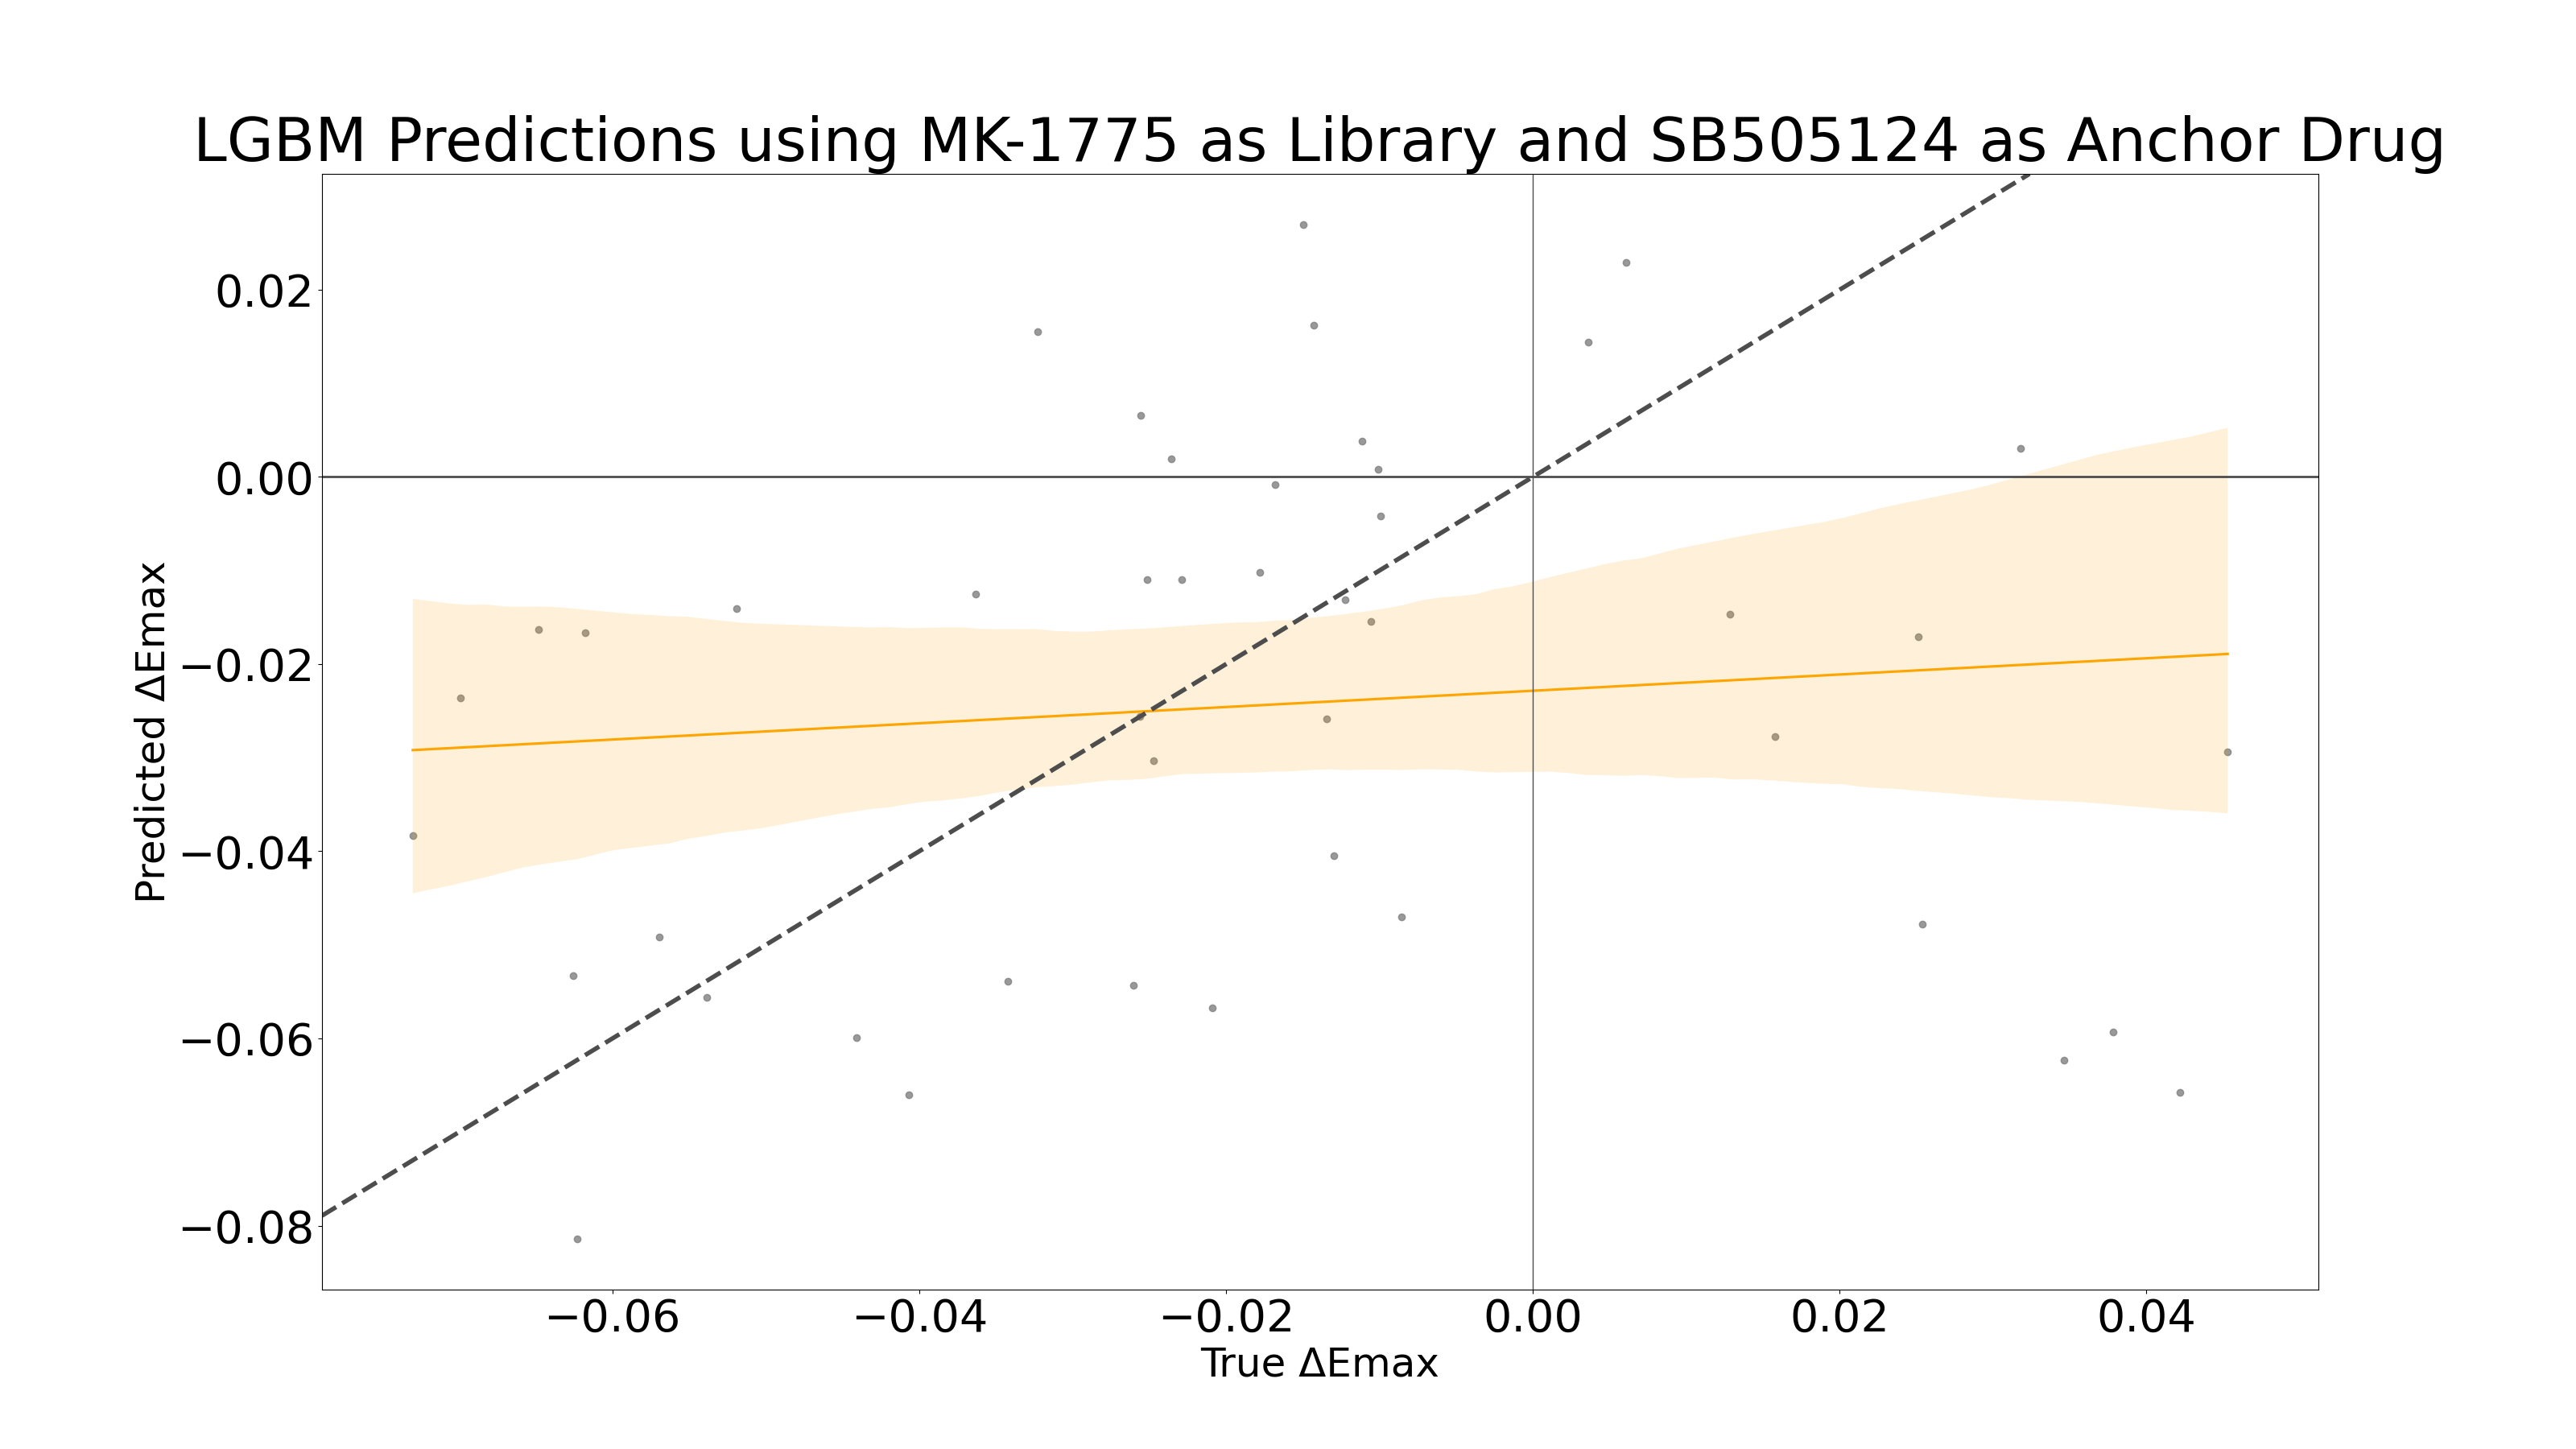 LGBM Predictions using MK-1775 as Library and SB505124 as Anchor Drug
0.02
0.00
−0.02
−0.04
−0.06
−0.08
Predicted ΔEmax
−0.06 −0.04 −0.02 0.00 0.02 0.04
True ΔEmax